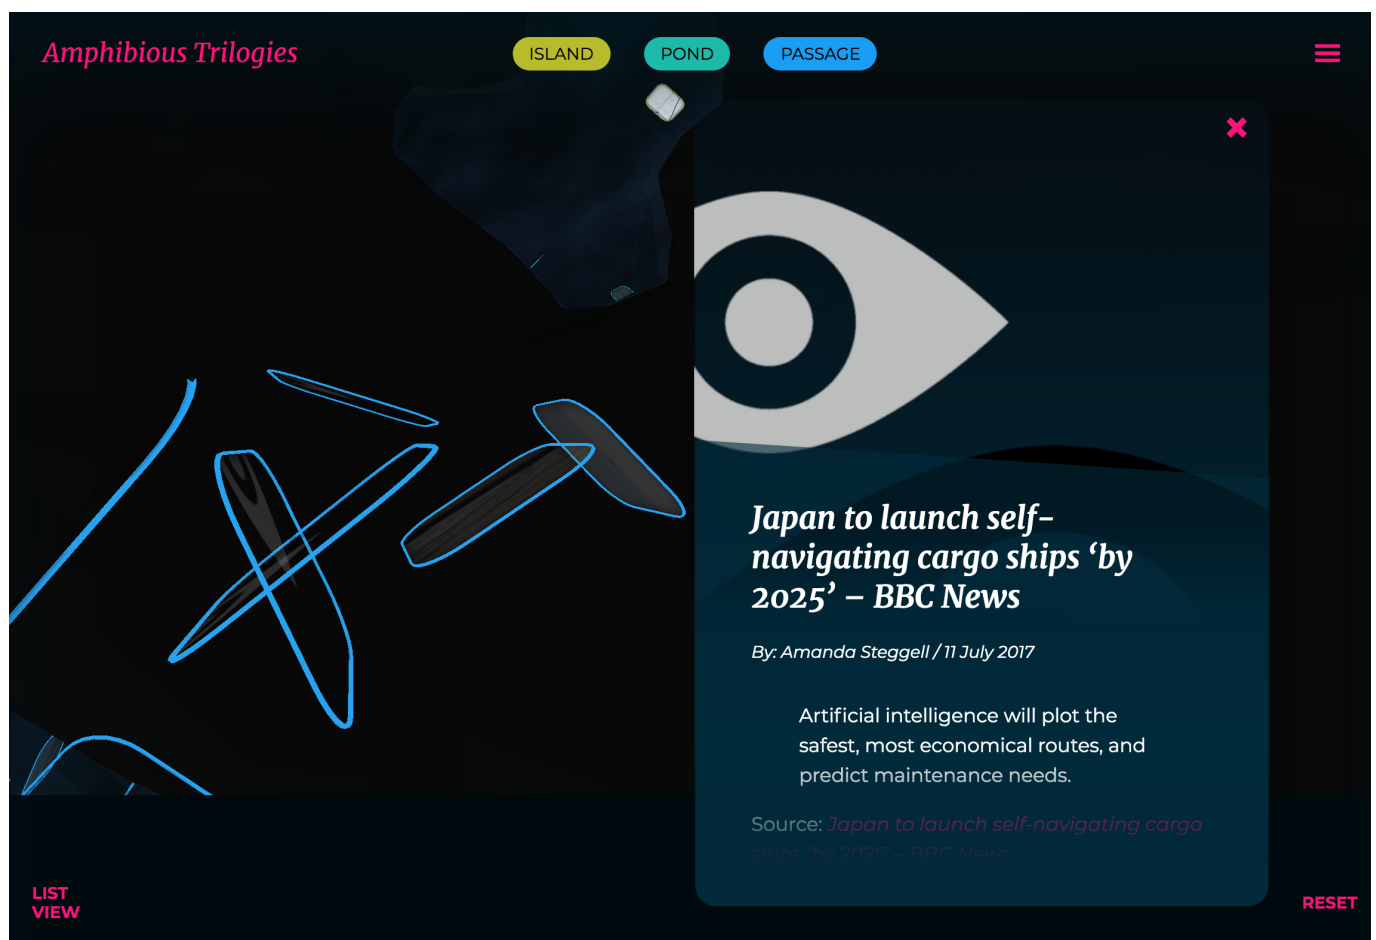 Amphibious Trilogies
ISLAND
POND
PASSAGE
Japan to launch self-
navigating cargo ships ‘by
2025’ – BBC News
By: Amanda Steggell / 11 July 2017
Artificial intelligence will plot the
safest, most economical routes, and
predict maintenance needs.
Source: Japan to launch self-navigating cargo
ships ‘by 2025’ – BBC News
LIST
VIEW
RESET